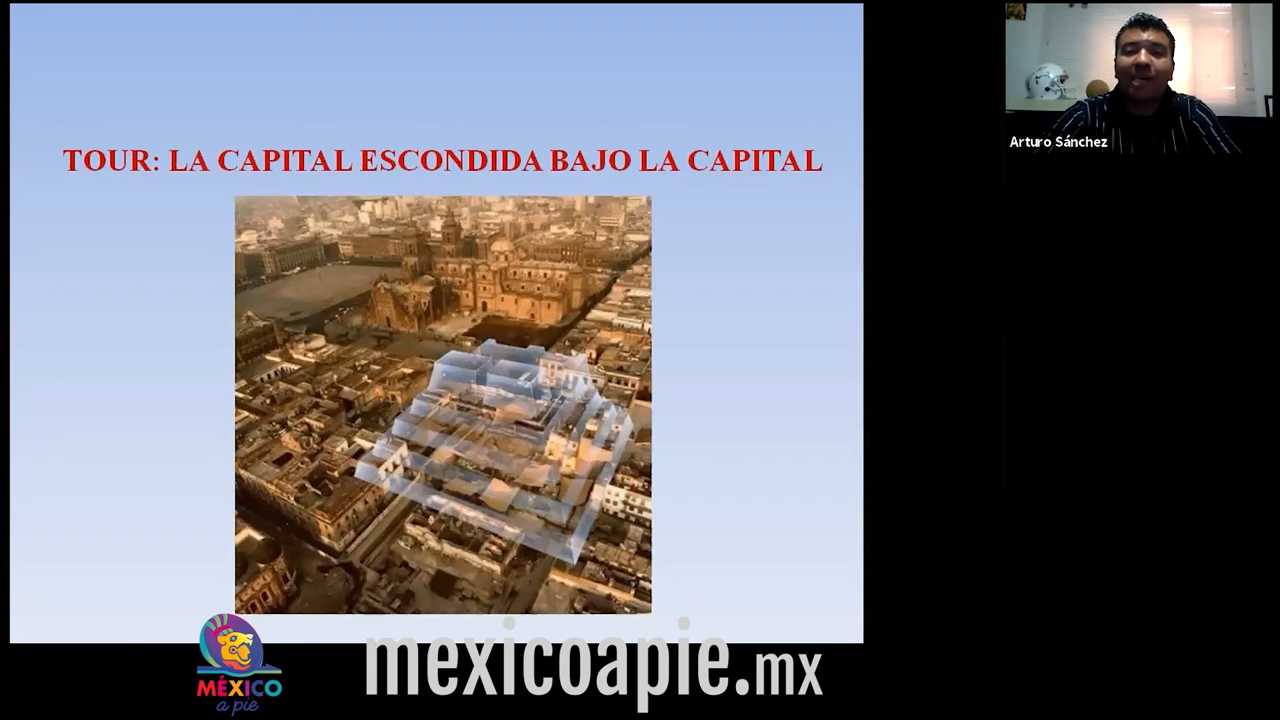 TOUR: LA CAPITAL ESCONDIDA BAJO LA CAPITAL
Arturo Sánchez
MÉXICO
a pie
mexicoapie.mx